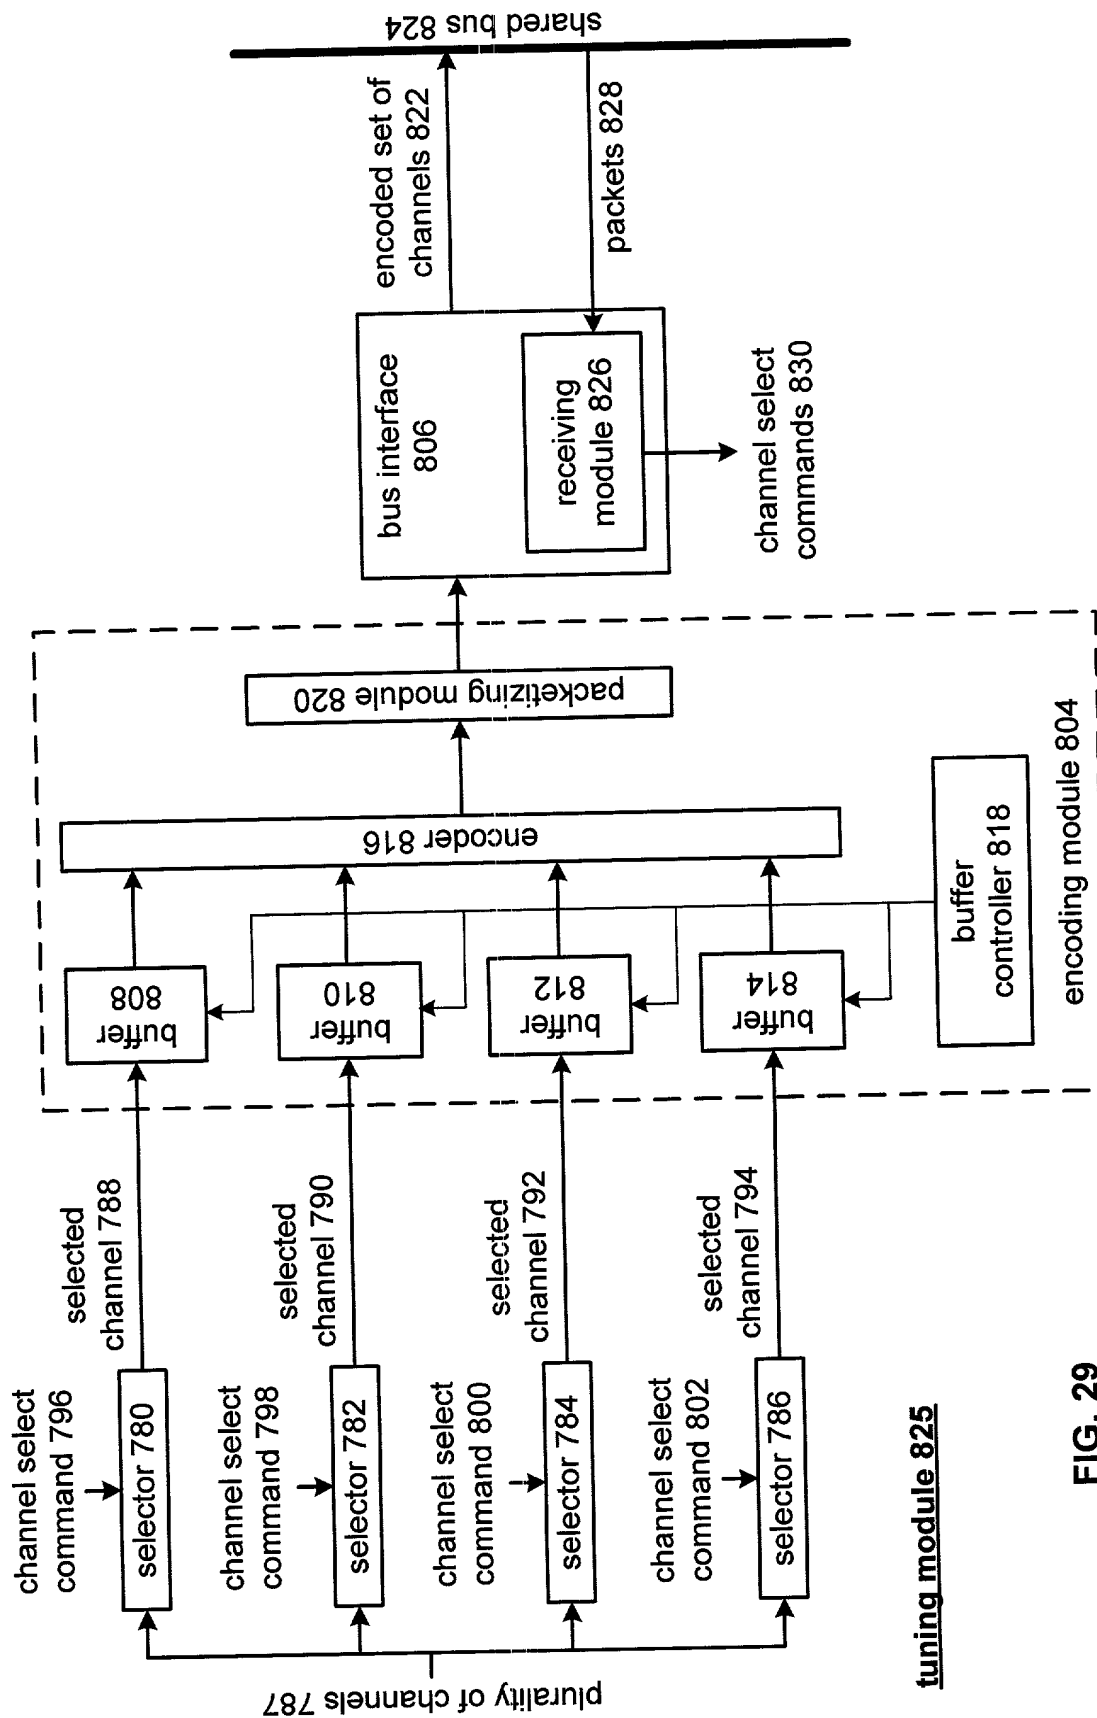 plurality of channels 787
channel select
command 796
selector 780
selected
channel 788
channel select
command 798
selector 782
selected
channel 790
channel select
command 800
selector 784
selected
channel 792
channel select
command 802
selector 786
selected
channel 794
buffer
808
buffer
810
buffer
812
buffer
814
encoder 816
buffer
controller 818
packetizing module 820
encoding module 804
bus interface
806
receiving
module 826
channel select
commands 830
encoded set of
channels 822
packets 828
shared bus 824
tuning module 825
FIG. 29